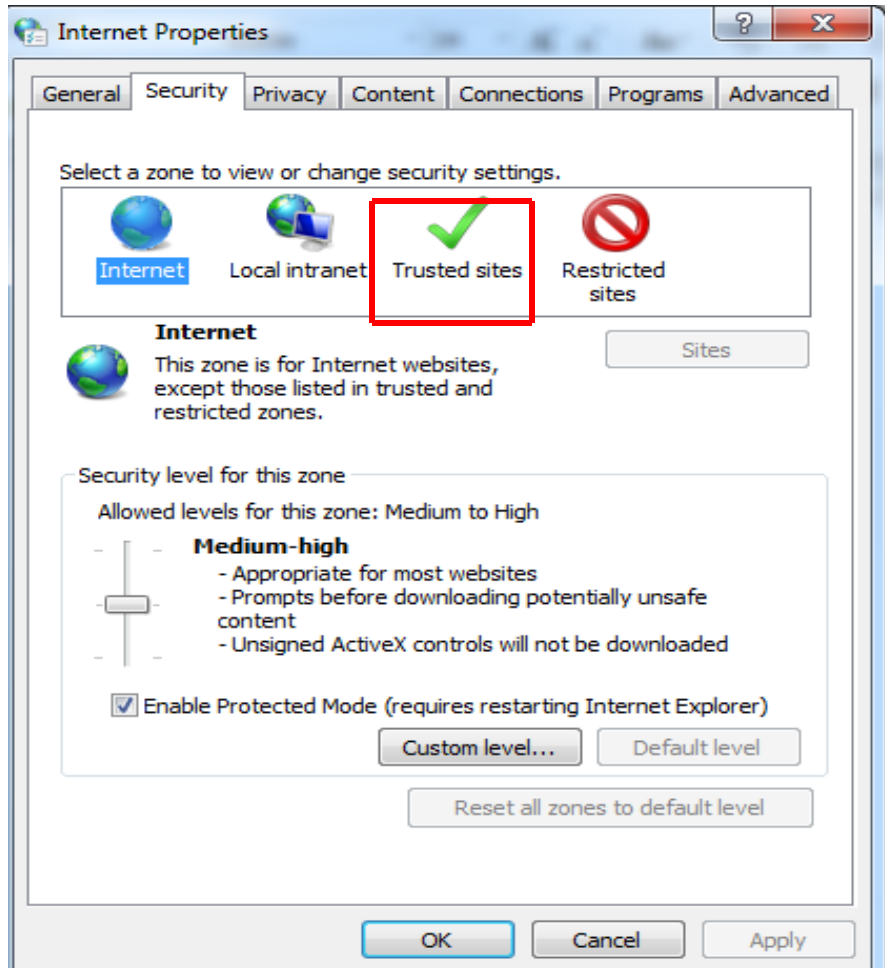 Internet Properties
General Security Privacy Content Connections Programs Advanced
Select a zone to view or change security settings.
Internet Local intranet Trusted sites Restricted
sites
Internet
Sites
This zone is for Internet websites,
except those listed in trusted and
restricted zones.
Security level for this zone
Allowed levels for this zone: Medium to High
Medium-high
- Appropriate for most websites
- Prompts before downloading potentially unsafe
content
- Unsigned ActiveX controls will not be downloaded
Enable Protected Mode (requires restarting Internet Explorer)
Custom level... Default level
Reset all zones to default level
OK Cancel Apply